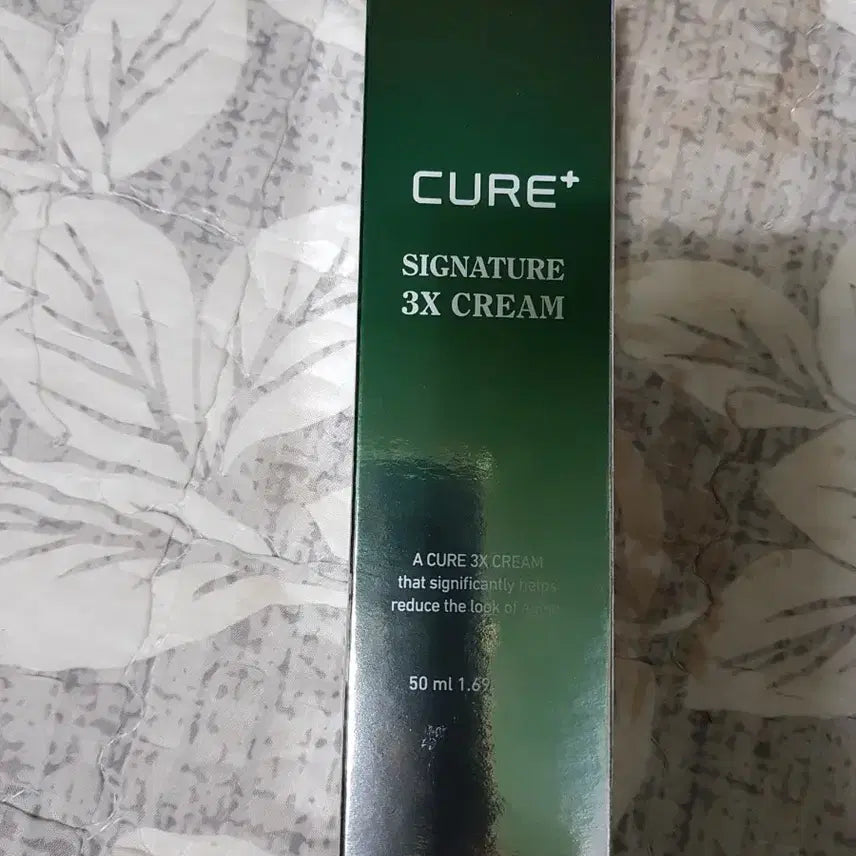 CURE+
SIGNATURE
3X CREAM
A CURE 3X CREAM
that significantly helps
reduce the look of
50 ml 1.69